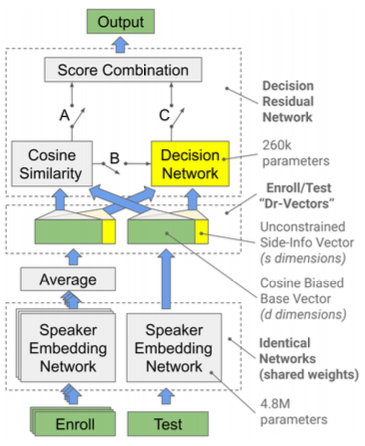 Output
Score Combination
A
C
B
Cosine
Similarity
Decision
Network
Average
Speaker
Embedding
Network
Speaker
Embedding
Network
Enroll
Test
Decision
Residual
Network
260k
parameters
Enroll/Test
"Dr-Vectors"
Unconstrained
Side-Info Vector
(s dimensions)
Cosine Biased
Base Vector
(d dimensions)
Identical
Networks
(shared weights)
4.8M
parameters